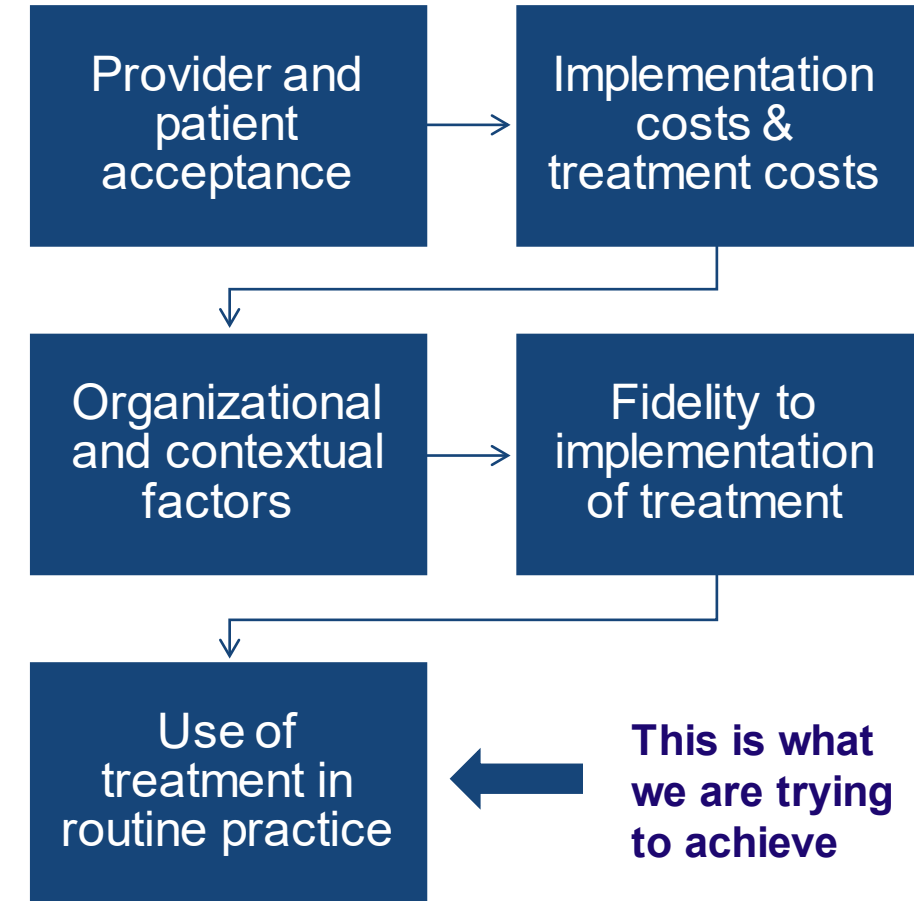 Provider and
patient
acceptance
Implementation
costs &
treatment costs
Organizational
and contextual
factors
Fidelity to
implementation
of treatment
Use of
treatment in
routine practice
This is what
we are trying
to achieve